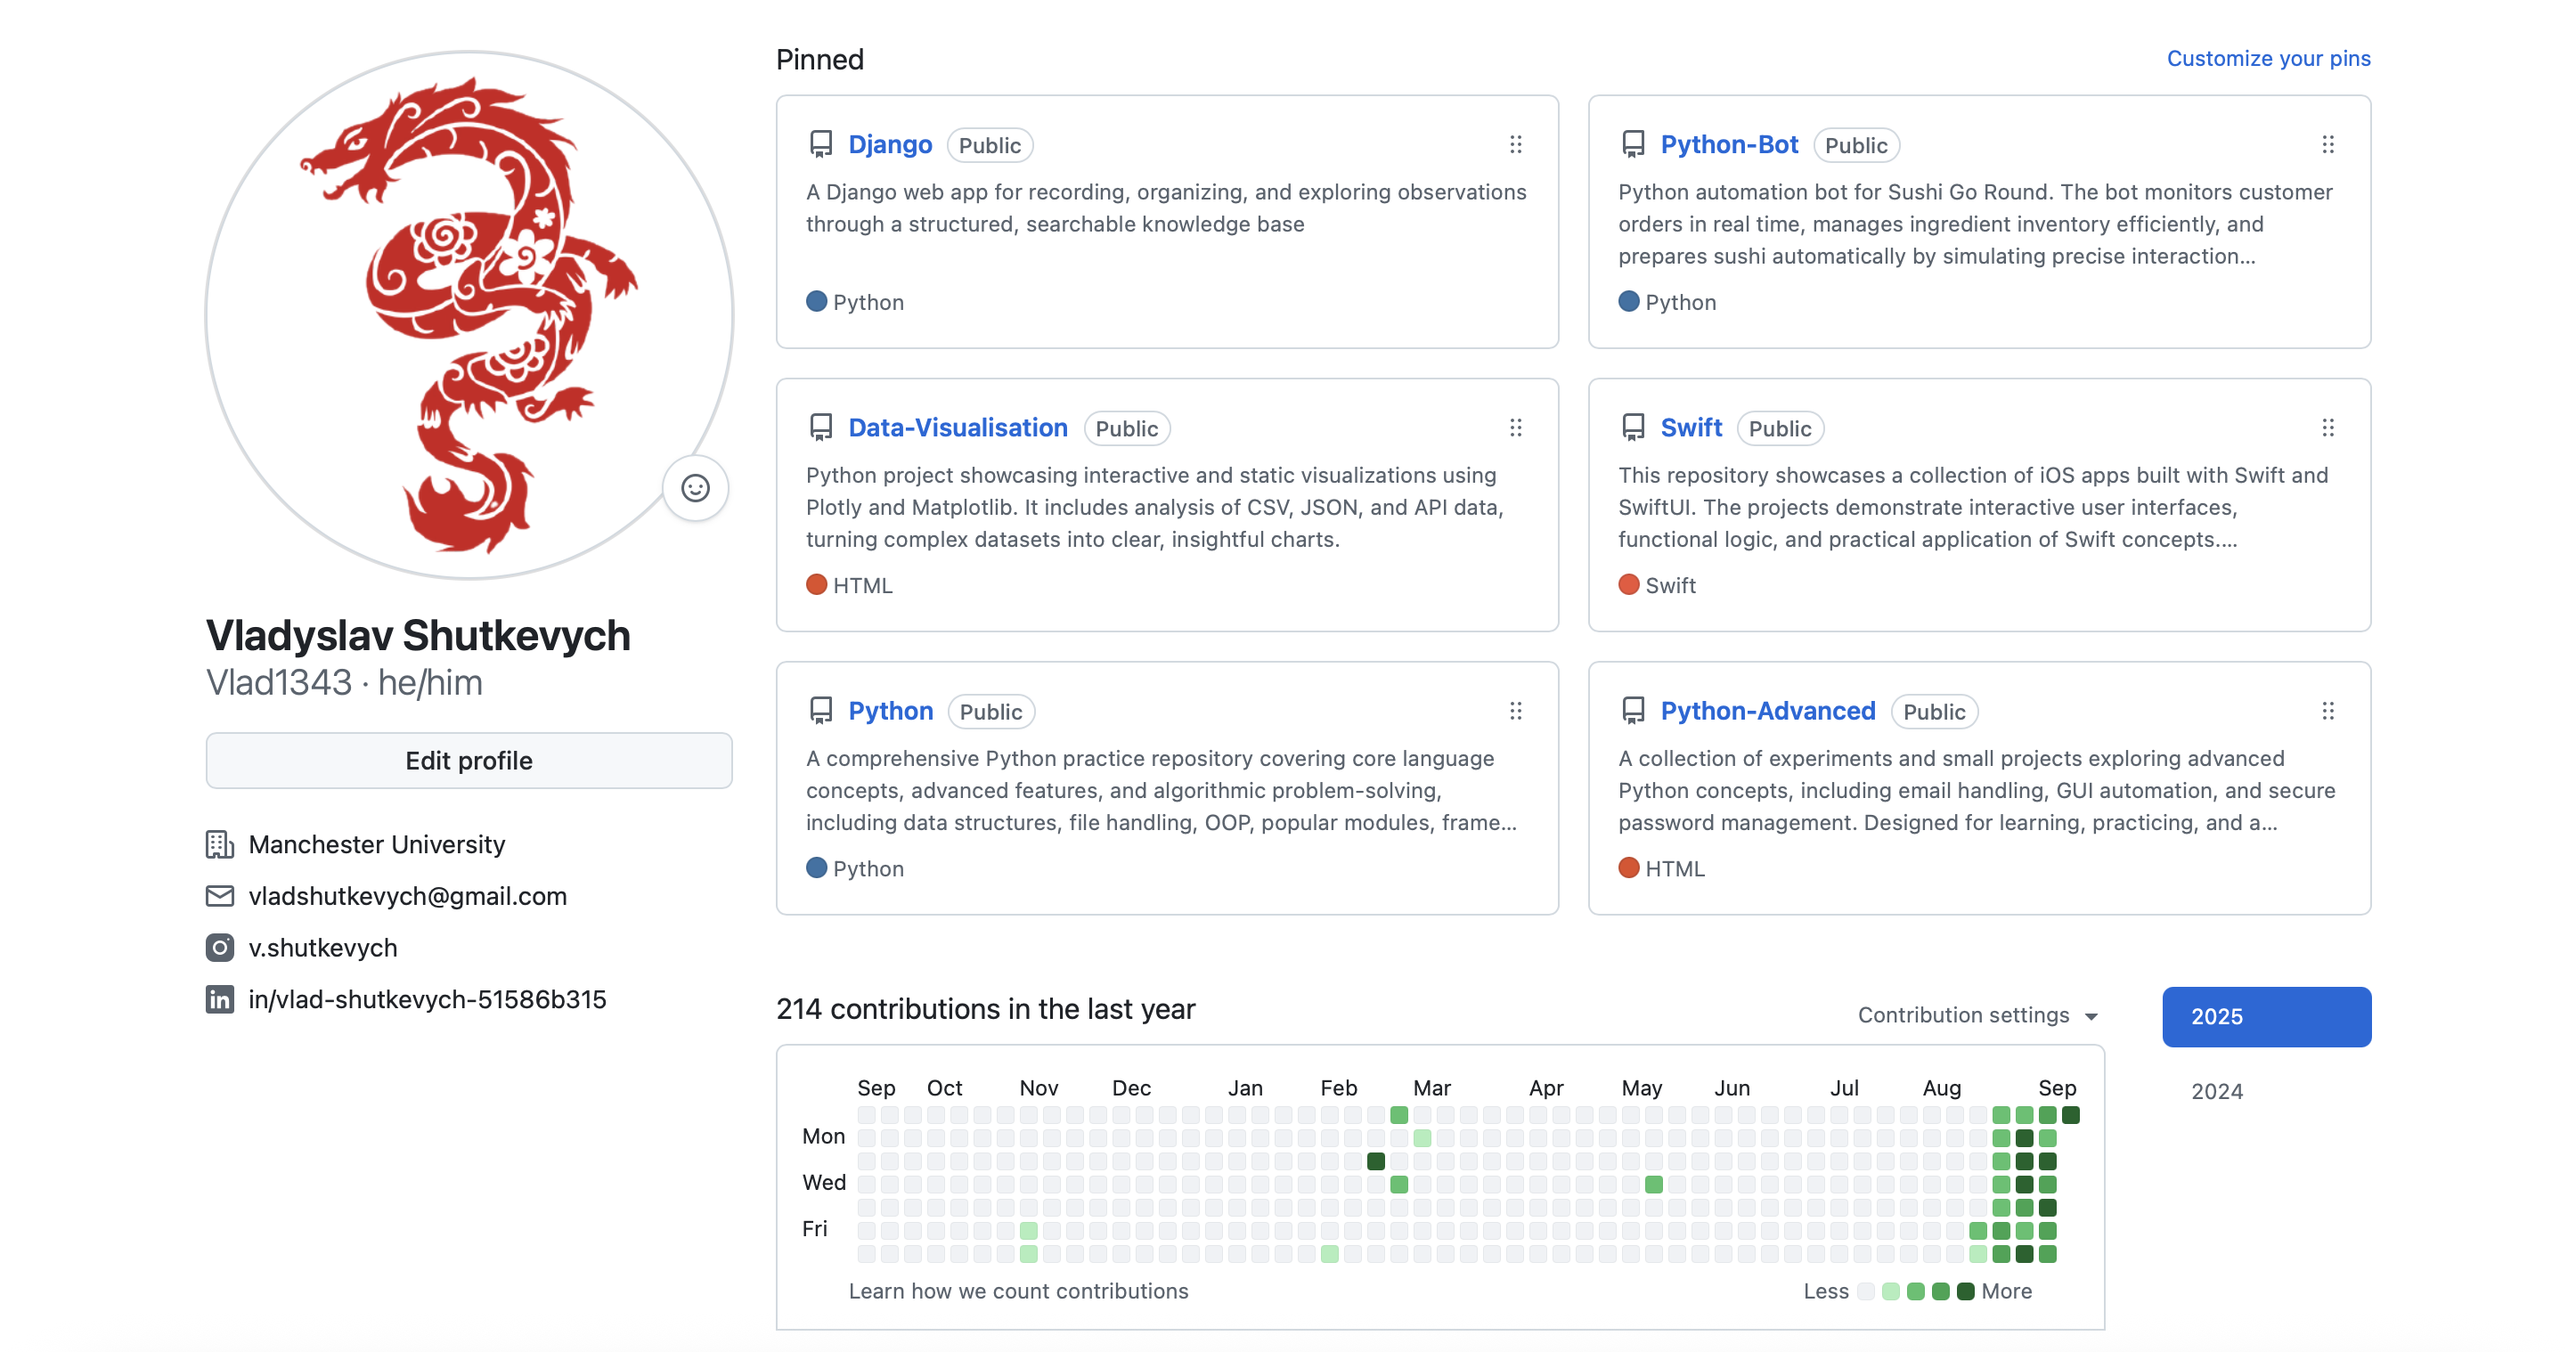 Vladyslav Shutkevych
Vlad1343 · he/him
Edit profile
Manchester University
vladshutkevych@gmail.com
v.shutkevych
in/vlad-shutkevych-51586b315
Pinned
Customize your pins
Django Public
A Django web app for recording, organizing, and exploring observations
through a structured, searchable knowledge base
Python
Python-Bot Public
Python automation bot for Sushi Go Round. The bot monitors customer
orders in real time, manages ingredient inventory efficiently, and
prepares sushi automatically by simulating precise interaction...
Python
Data-Visualisation Public
Python project showcasing interactive and static visualizations using
Plotly and Matplotlib. It includes analysis of CSV, JSON, and API data,
turning complex datasets into clear, insightful charts.
HTML
Swift Public
This repository showcases a collection of iOS apps built with Swift and
SwiftUI. The projects demonstrate interactive user interfaces,
functional logic, and practical application of Swift concepts....
Swift
Python Public
A comprehensive Python practice repository covering core language
concepts, advanced features, and algorithmic problem-solving,
including data structures, file handling, OOP, popular modules, frame...
Python
Python-Advanced Public
A collection of experiments and small projects exploring advanced
Python concepts, including email handling, GUI automation, and secure
password management. Designed for learning, practicing, and a...
HTML
214 contributions in the last year
Contribution settings
2025
2024
Sep Oct Nov Dec Jan Feb Mar Apr May Jun Jul Aug Sep
Mon
Wed
Fri
Learn how we count contributions
Less More